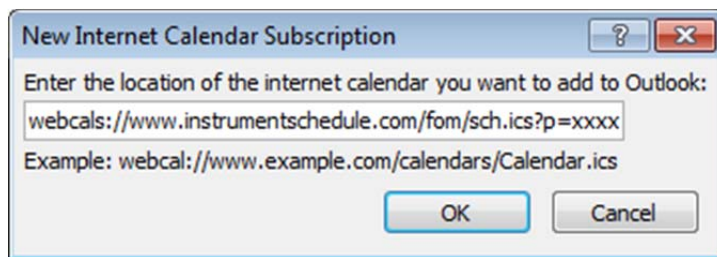 New Internet Calendar Subscription
Enter the location of the internet calendar you want to add to Outlook:
webcals://www.instrumentschedule.com/fom/sch.ics?p=xxxx
Example: webcal://www.example.com/calendars/Calendar.ics
OK Cancel